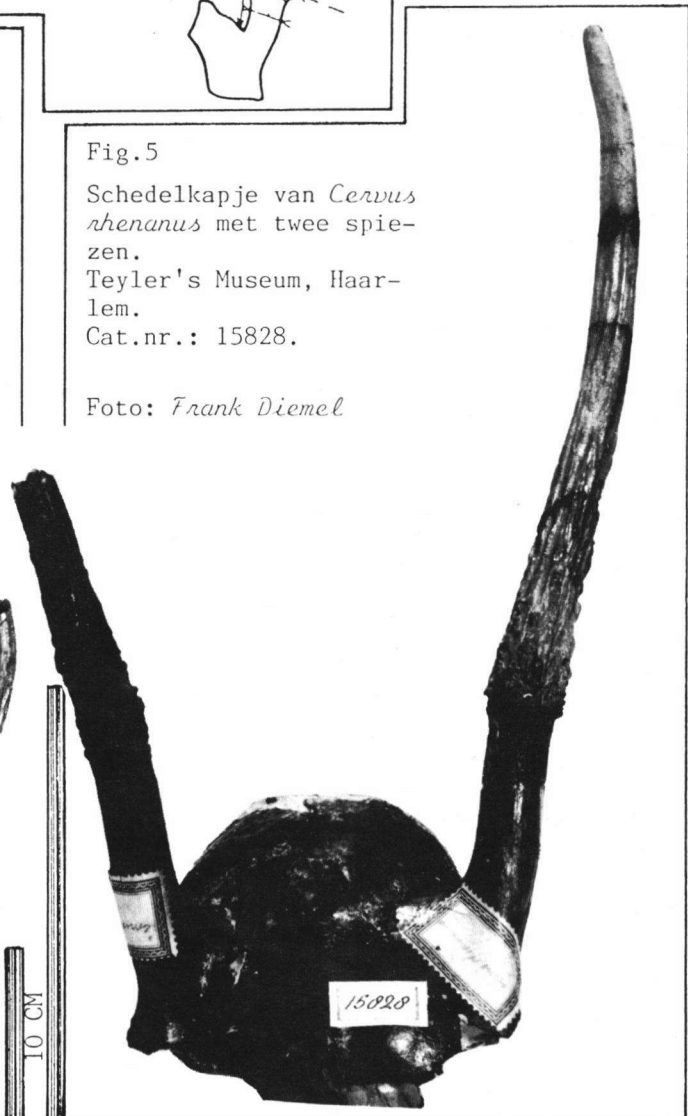 Fig.5
Schedelkapje van Cervus
rhenanus met twee spie-
zen.
Teyler's Museum, Haar-
lem.
Cat.nr.: 15828.
Foto: Frank Diemel
15828
10 CM